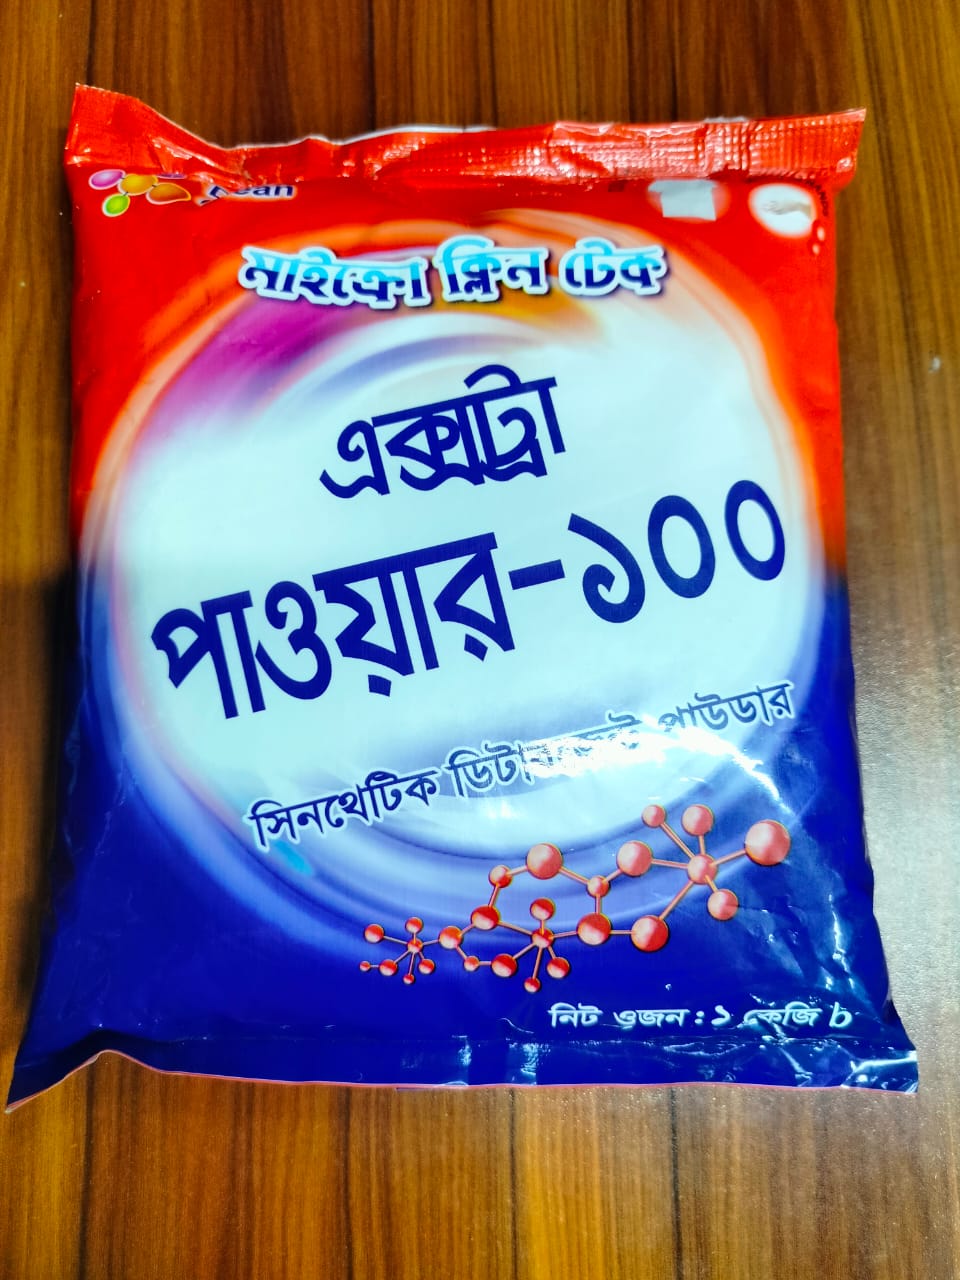 মাইক্রো ক্লিন টেক
এক্সট্রা
পাওয়ার-১০০
সিনথেটিক ডিটারজেন্ট পাউডার
নিট ওজন : ১ কেজি b